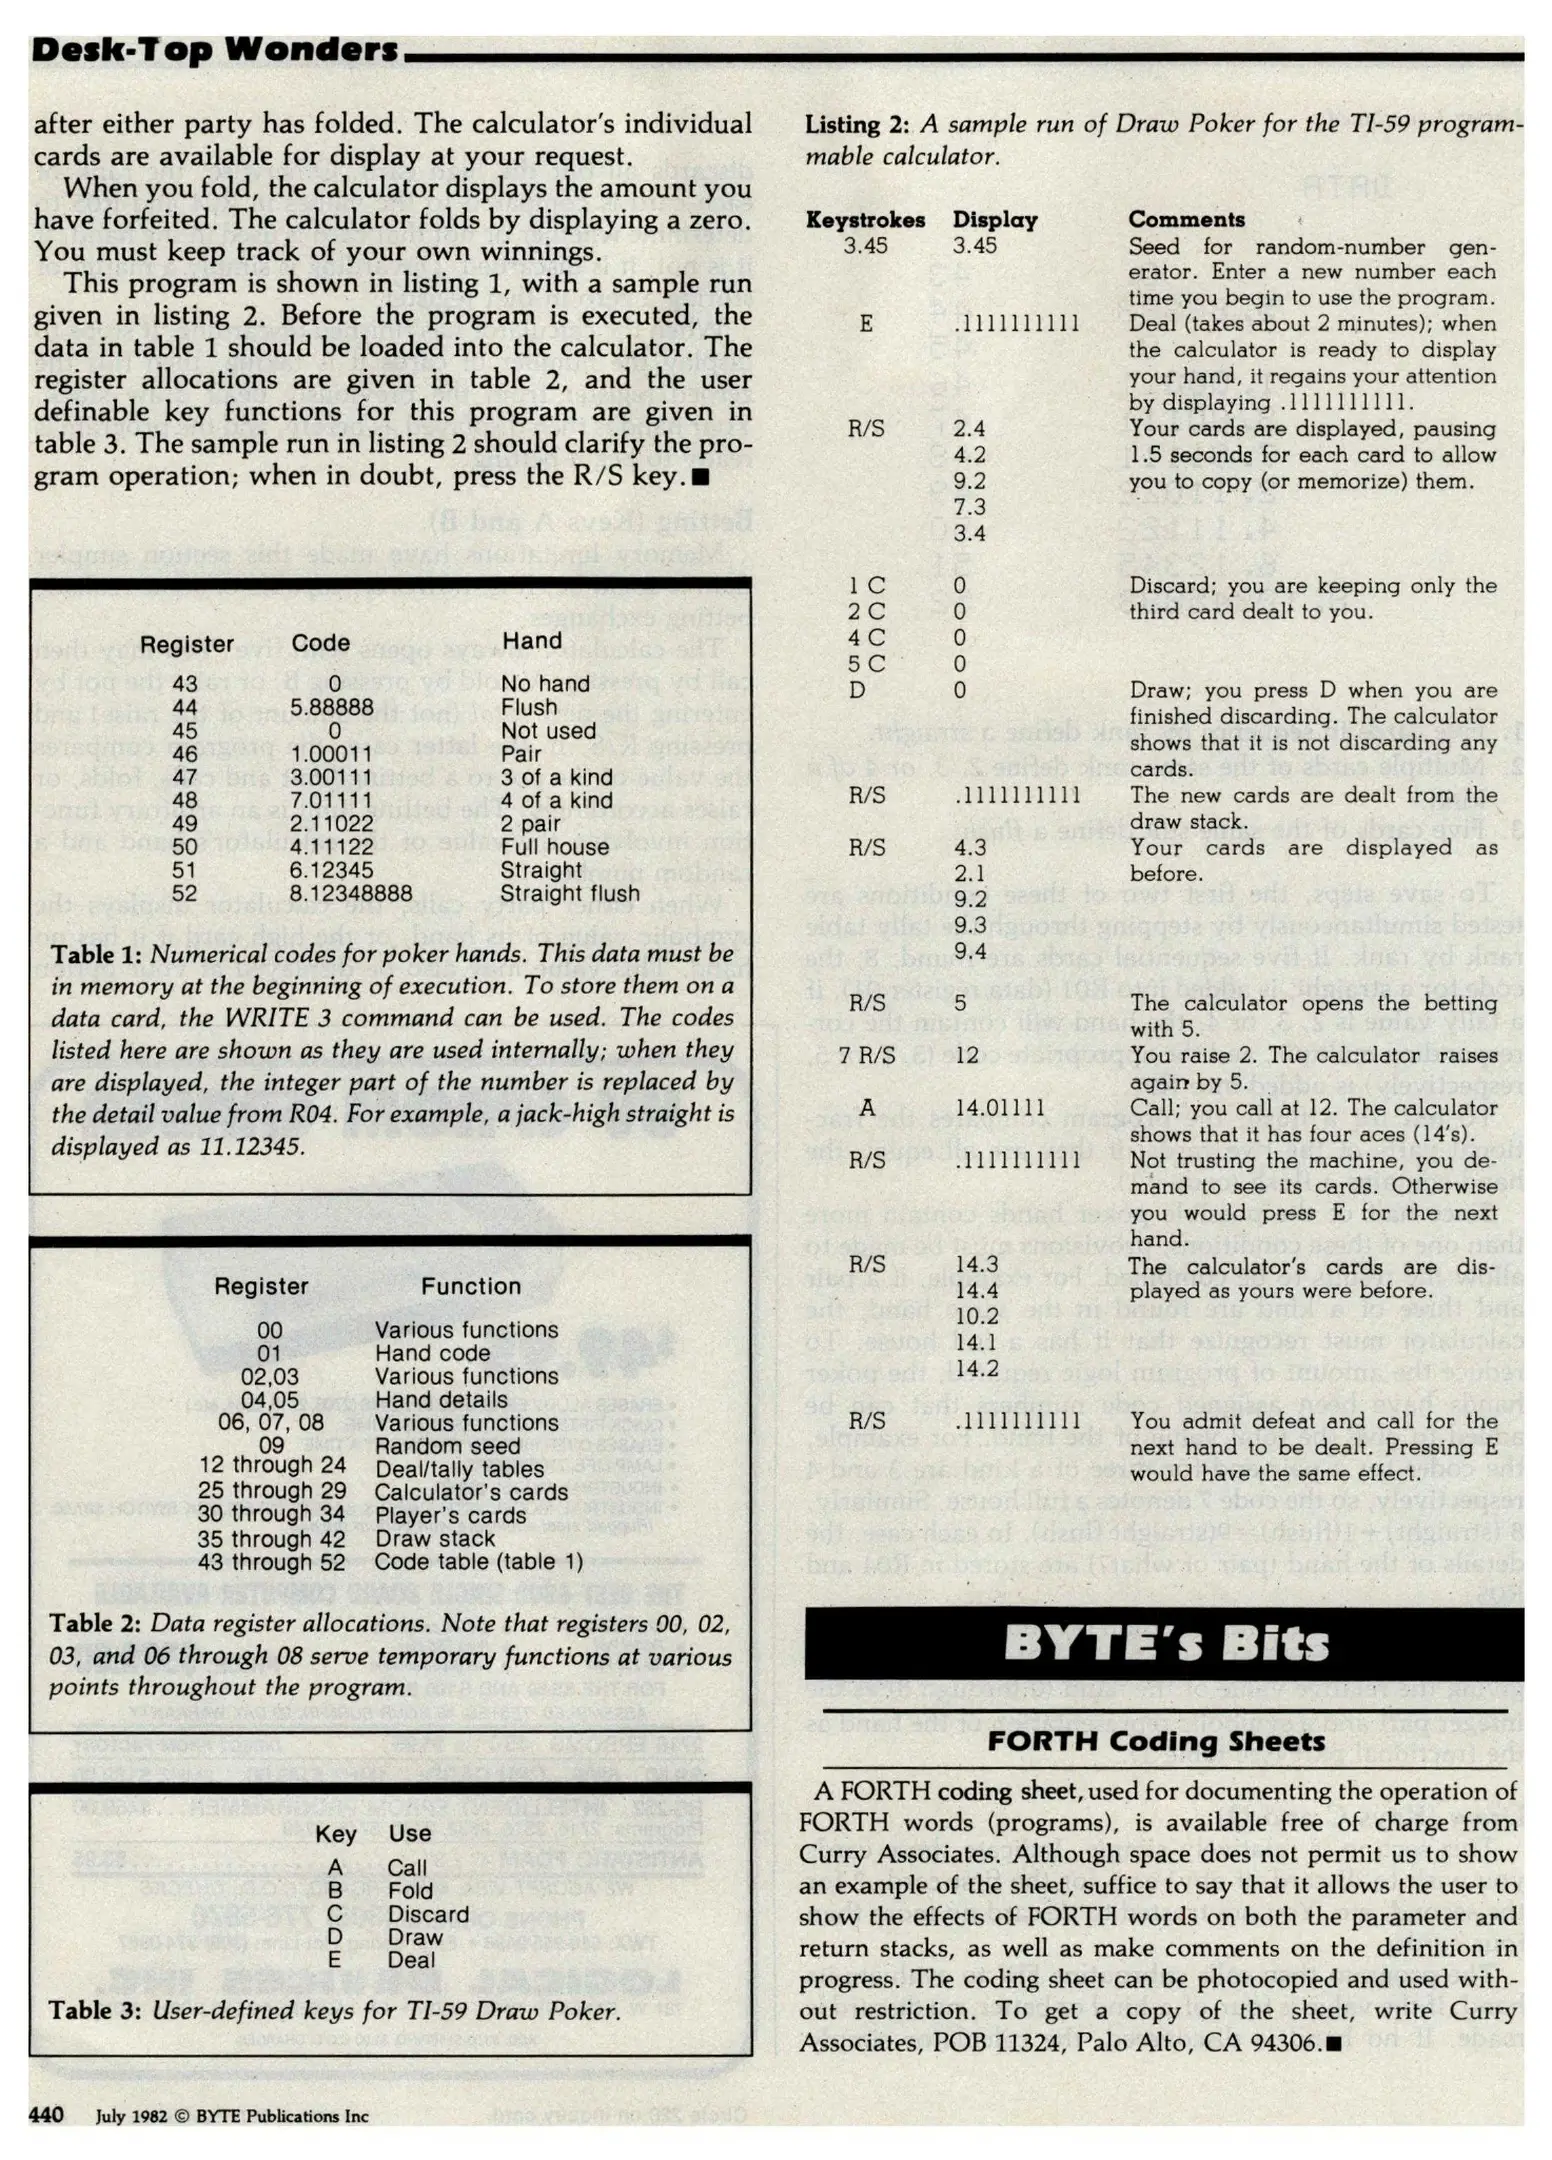 Desk-Top Wonders
after either party has folded. The calculator's individual
cards are available for display at your request.
When you fold, the calculator displays the amount you
have forfeited. The calculator folds by displaying a zero.
You must keep track of your own winnings.
This program is shown in listing 1, with a sample run
given in listing 2. Before the program is executed, the
data in table 1 should be loaded into the calculator. The
register allocations are given in table 2, and the user
definable key functions for this program are given in
table 3. The sample run in listing 2 should clarify the pro-
gram operation; when in doubt, press the R/S key.■
Register Code Hand
43 0 No hand
44 5.88888 Flush
45 0 Not used
46 1.00011 Pair
47 3.00111 3 of a kind
48 7.01111 4 of a kind
49 2.11022 2 pair
50 4.11122 Full house
51 6.12345 Straight
52 8.12348888 Straight flush
Table 1: Numerical codes for poker hands. This data must be
in memory at the beginning of execution. To store them on a
data card, the WRITE 3 command can be used. The codes
listed here are shown as they are used internally; when they
are displayed, the integer part of the number is replaced by
the detail value from R04. For example, a jack-high straight is
displayed as 11.12345.
Register Function
00 Various functions
01 Hand code
02,03 Various functions
04,05 Hand details
06, 07, 08 Various functions
09 Random seed
12 through 24 Deal/tally tables
25 through 29 Calculator's cards
30 through 34 Player's cards
35 through 42 Draw stack
43 through 52 Code table (table 1)
Table 2: Data register allocations. Note that registers 00, 02,
03, and 06 through 08 serve temporary functions at various
points throughout the program.
Key Use
A Call
B Fold
C Discard
D Draw
E Deal
Table 3: User-defined keys for TI-59 Draw Poker.
Listing 2: A sample run of Draw Poker for the TI-59 program-
mable calculator.
Keystrokes Display Comments
3.45 3.45 Seed for random-number gen-
erator. Enter a new number each
time you begin to use the program.
E .1111111111 Deal (takes about 2 minutes); when
the calculator is ready to display
your hand, it regains your attention
by displaying .1111111111.
R/S 2.4 Your cards are displayed, pausing
4.2 1.5 seconds for each card to allow
9.2 you to copy (or memorize) them.
7.3
3.4
1 C 0 Discard; you are keeping only the
2 C 0 third card dealt to you.
4 C 0
5 C 0
D 0 Draw; you press D when you are
finished discarding. The calculator
shows that it is not discarding any
cards.
R/S .1111111111 The new cards are dealt from the
draw stack.
R/S 4.3 Your cards are displayed as
2.1 before.
9.2
9.3
9.4
R/S 5 The calculator opens the betting
with 5.
7 R/S 12 You raise 2. The calculator raises
again by 5.
A 14.01111 Call; you call at 12. The calculator
shows that it has four aces (14's).
R/S .1111111111 Not trusting the machine, you de-
mand to see its cards. Otherwise
you would press E for the next
hand.
R/S 14.3 The calculator's cards are dis-
14.4 played as yours were before.
10.2
14.1
14.2
R/S .1111111111 You admit defeat and call for the
next hand to be dealt. Pressing E
would have the same effect.
BYTE's Bits
FORTH Coding Sheets
A FORTH coding sheet, used for documenting the operation of
FORTH words (programs), is available free of charge from
Curry Associates. Although space does not permit us to show
an example of the sheet, suffice to say that it allows the user to
show the effects of FORTH words on both the parameter and
return stacks, as well as make comments on the definition in
progress. The coding sheet can be photocopied and used with-
out restriction. To get a copy of the sheet, write Curry
Associates, POB 11324, Palo Alto, CA 94306.■
440 July 1982 © BYTE Publications Inc